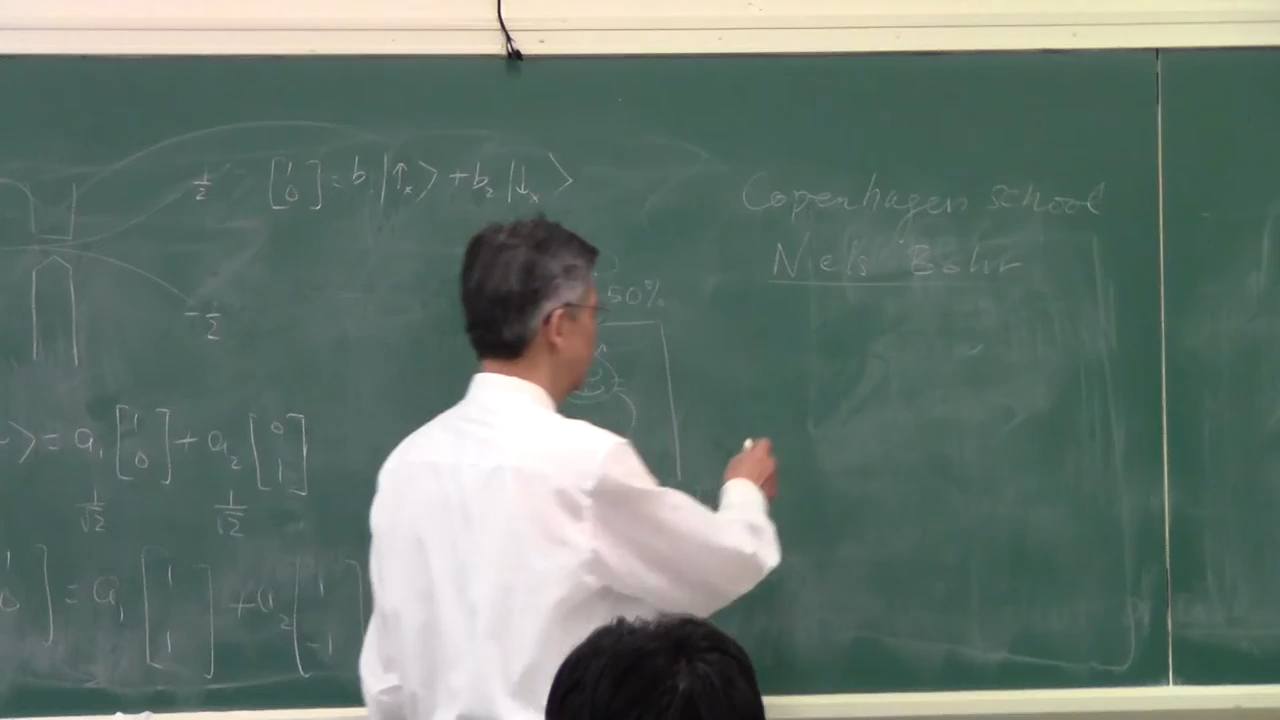 1/2 [1 0] = b₁|↑ₓ> + b₂|↓ₓ>
-1/2
> = a₁ [1 0] + a₂ [0 1]
1/√2 1/√2
[1 0] = a₁ [1 1] + a₂ [1 -1]
50%
Copenhagen school
Niels Bohr